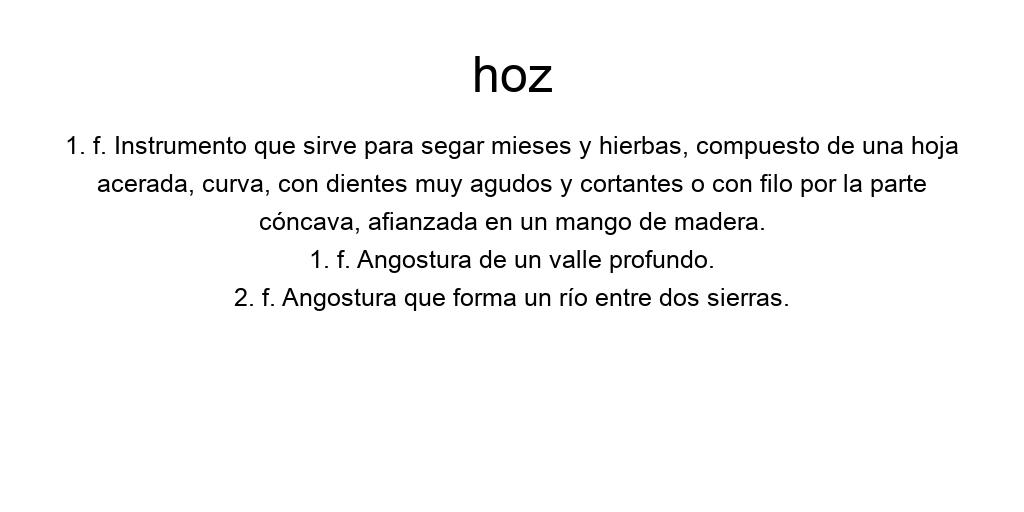 hoz
1. f. Instrumento que sirve para segar mieses y hierbas, compuesto de una hoja
acerada, curva, con dientes muy agudos y cortantes o con filo por la parte
cóncava, afianzada en un mango de madera.
1. f. Angostura de un valle profundo.
2. f. Angostura que forma un río entre dos sierras.